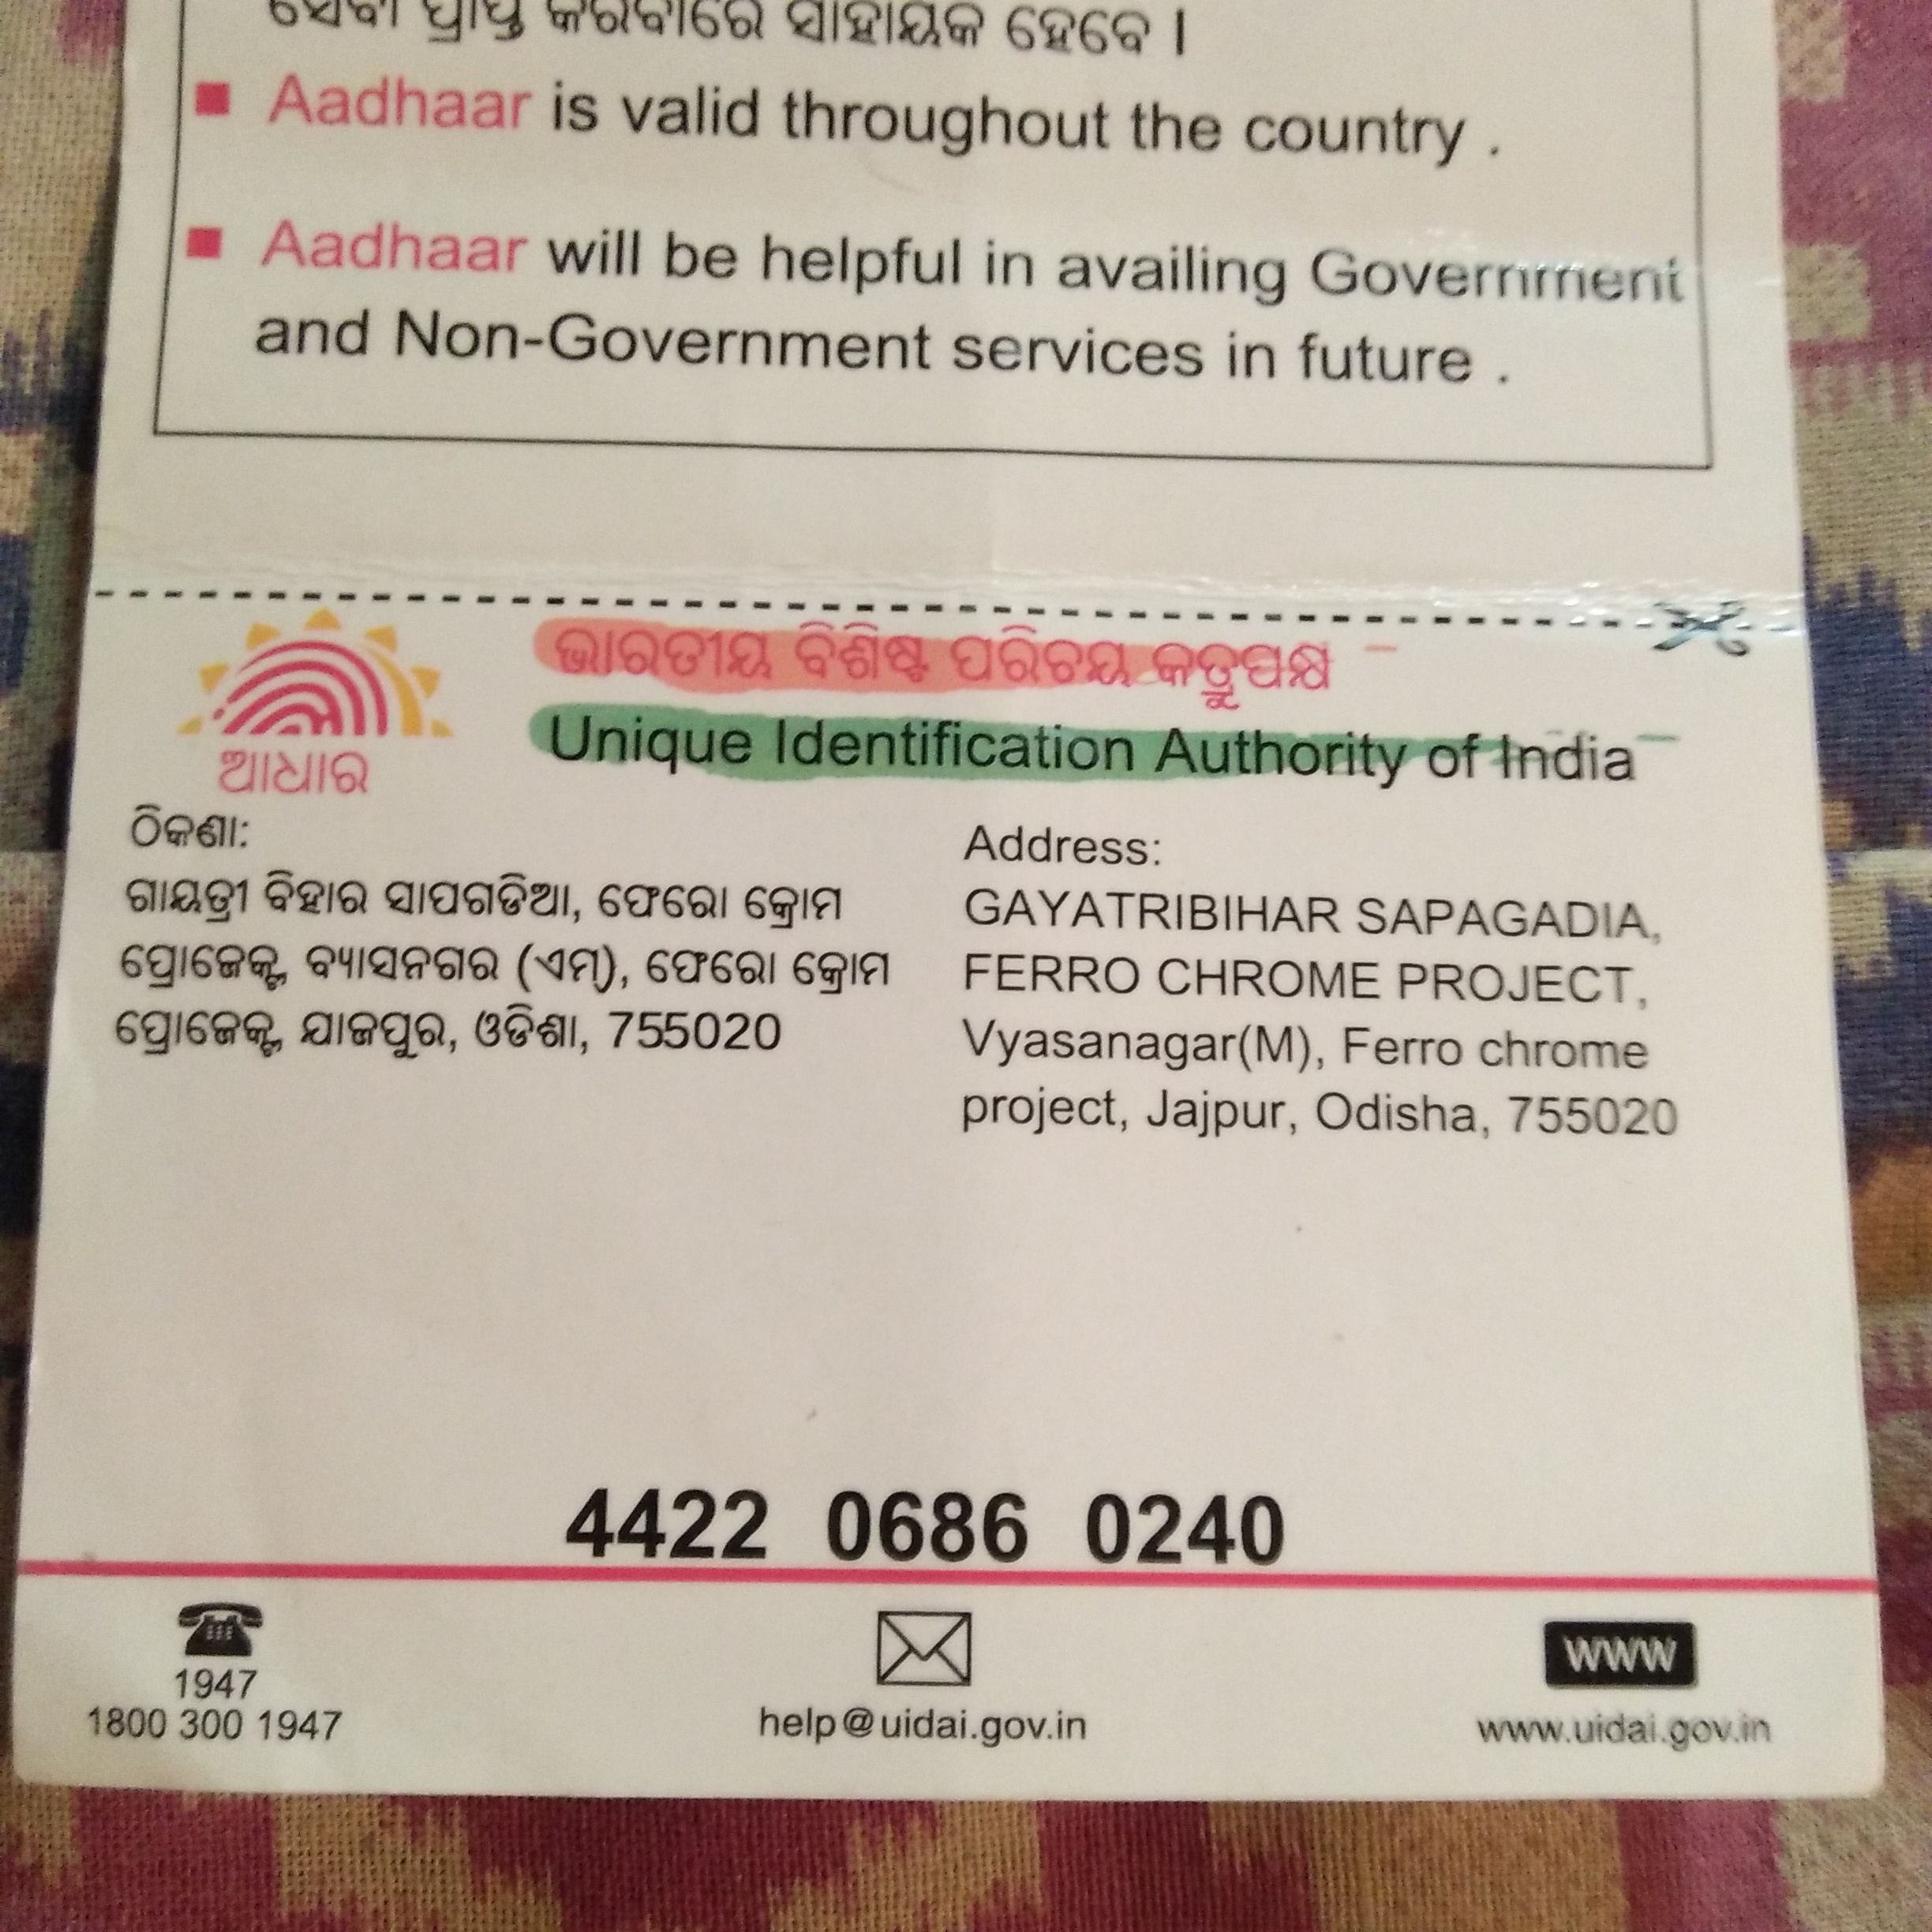 ସେବା ପ୍ରାପ୍ତ କରିବାରେ ସାହାଯ୍ୟକ ହେବେ ।
Aadhaar is valid throughout the country .
Aadhaar will be helpful in availing Government
and Non-Government services in future .
ଭାରତୀୟ ବିଶିଷ୍ଟ ପରିଚୟ କତ୍ରୁପକ୍ଷ
Unique Identification Authority of India
ଆଧାର
ଠିକଣା:
ଗାୟତ୍ରୀ ବିହାର ସାପଗଡିଆ, ଫେରୋ କ୍ରୋମ
ପ୍ରୋଜେକ୍ଟ, ବ୍ୟାସନଗର (ଏମ୍), ଫେରୋ କ୍ରୋମ
ପ୍ରୋଜେକ୍ଟ, ଯାଜପୁର, ଓଡିଶା, 755020
Address:
GAYATRIBIHAR SAPAGADIA,
FERRO CHROME PROJECT,
Vyasanagar(M), Ferro chrome
project, Jajpur, Odisha, 755020
4422 0686 0240
1947
1800 300 1947
help@uidai.gov.in
www
www.uidai.gov.in